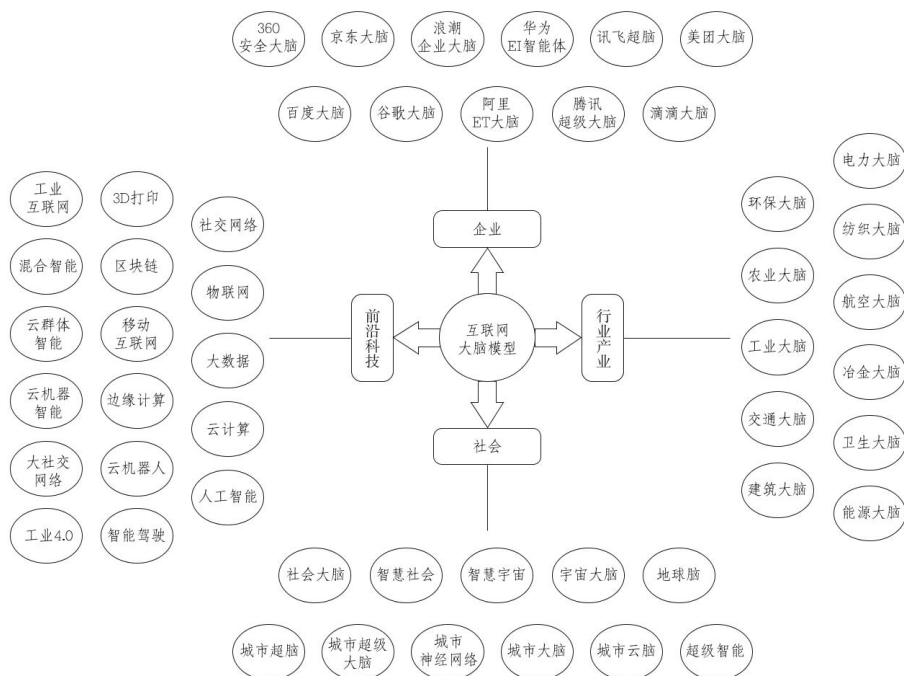 360
安全大脑
京东大脑
浪潮
企业大脑
华为
EI智能体
讯飞超脑
美团大脑
百度大脑
谷歌大脑
阿里
ET大脑
腾讯
超级大脑
滴滴大脑
企业
工业
互联网
3D打印
社交网络
混合智能
区块链
物联网
云群体
智能
移动
互联网
大数据
云机器
智能
边缘计算
云计算
大社交
网络
云机器人
人工智能
工业4.0
智能驾驶
前沿科技
互联网
大脑模型
行业产业
环保大脑
电力大脑
农业大脑
纺织大脑
工业大脑
航空大脑
交通大脑
冶金大脑
建筑大脑
卫生大脑
能源大脑
社会
社会大脑
智慧社会
智慧宇宙
宇宙大脑
地球脑
城市超脑
城市超级
大脑
城市
神经网络
城市大脑
城市云脑
超级智能